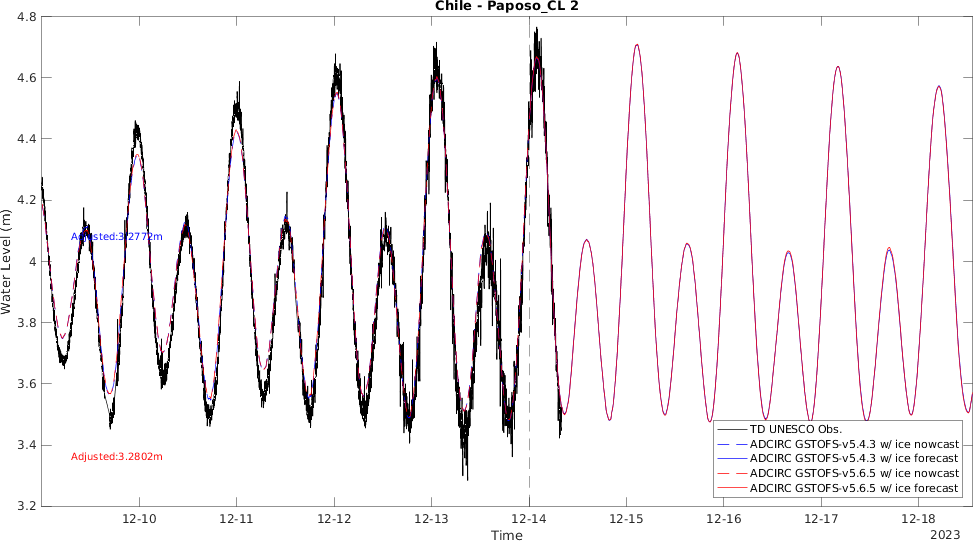 Chile - Paposo_CL 2
4.8
4.6
4.4
4.2
4
3.8
3.6
3.4
3.2
Water Level (m)
Adjusted:3.2772m
Adjusted:3.2802m
TD UNESCO Obs.
ADCIRC GSTOFS-v5.4.3 w/ ice nowcast
ADCIRC GSTOFS-v5.4.3 w/ ice forecast
ADCIRC GSTOFS-v5.6.5 w/ ice nowcast
ADCIRC GSTOFS-v5.6.5 w/ ice forecast
12-10 12-11 12-12 12-13 12-14 12-15 12-16 12-17 12-18
Time
2023